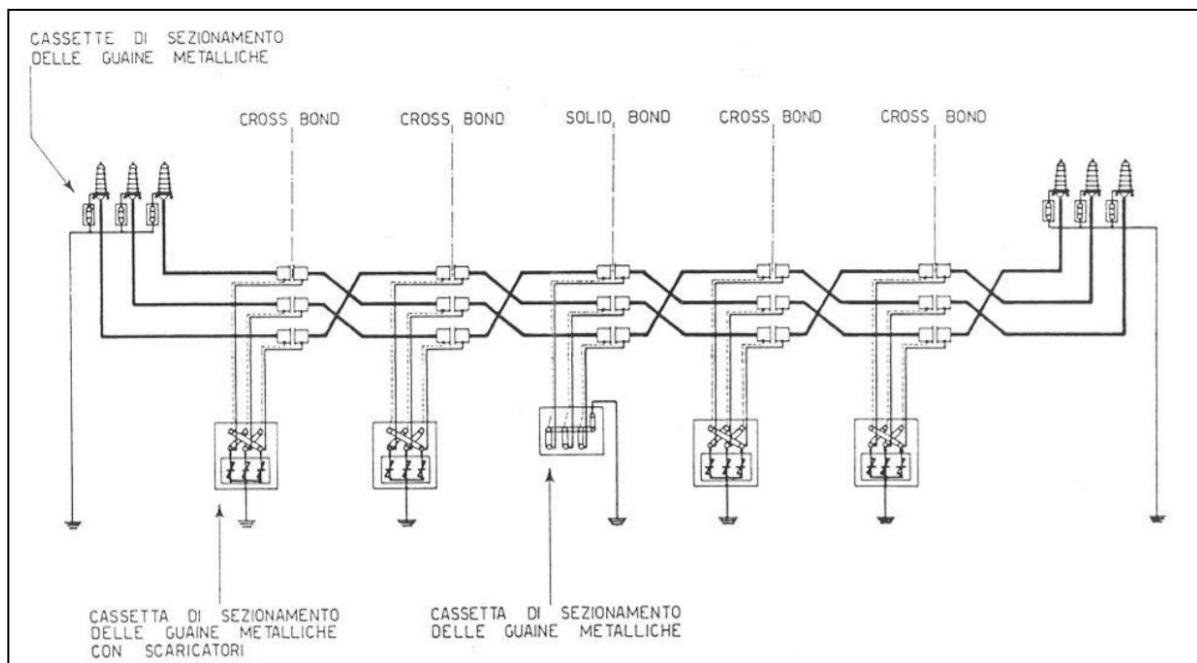 CASSETTE DI SEZIONAMENTO
DELLE GUAINE METALLICHE
CROSS BOND
CROSS BOND
SOLID BOND
CROSS BOND
CROSS BOND
CASSETTA DI SEZIONAMENTO
DELLE GUAINE METALLICHE
CON SCARICATORI
CASSETTA DI SEZIONAMENTO
DELLE GUAINE METALLICHE